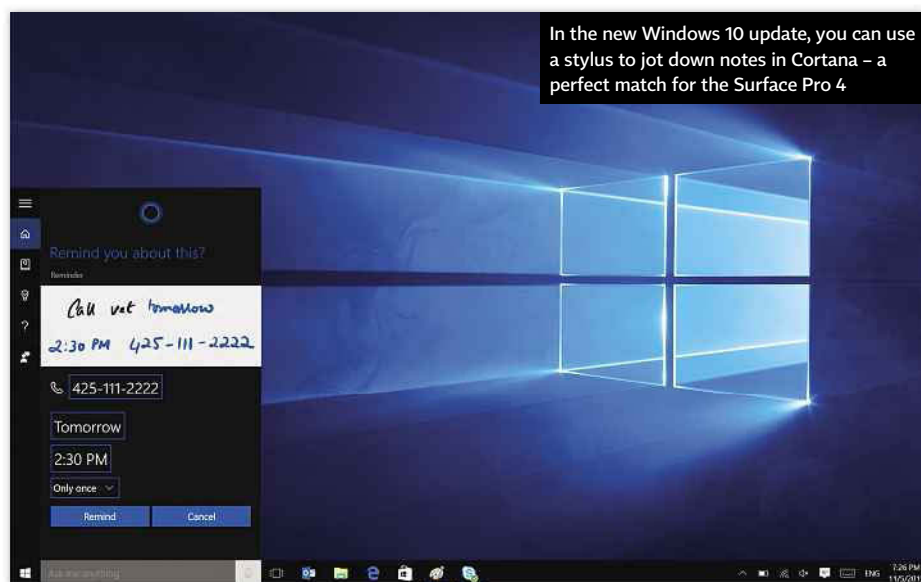 In the new Windows 10 update, you can use
a stylus to jot down notes in Cortana – a
perfect match for the Surface Pro 4
Remind you about this?
Reminder
Call vet tomorrow
2:30 PM 425-111-2222
425-111-2222
Tomorrow
2:30 PM
Only once
Remind Cancel
Ask me anything
ENG
7:26 PM